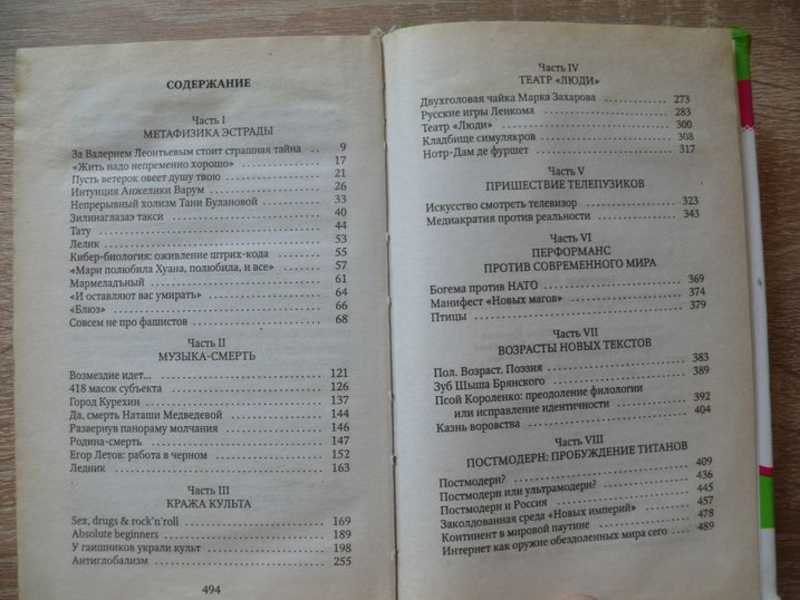 СОДЕРЖАНИЕ
Часть I
МЕТАФИЗИКА ЭСТРАДЫ
За Валерием Леонтьевым стоит страшная тайна .. 9
«Жить надо непременно хорошо» 17
Пусть ветерок овеет душу твою 21
Интуиция Анжелики Варум 26
Непрерывный холизм Тани Булановой 33
Зилинаглазаэ такси 40
Тату 44
Лелик 53
Кибер-биология: оживление штрих-кода 55
«Мари полюбила Хуана, полюбила, и все» 57
Мармеладъный 61
«И оставляют вас умирать» 64
«Блюз» 66
Совсем не про фашистов 68
Часть II
МУЗЫКА-СМЕРТЬ
Возмездие идет... 121
418 масок субъекта 126
Город Курехин 137
Да, смерть Наташи Медведевой 144
Развернув панораму молчания 146
Родина-смерть 147
Егор Летов: работа в черном 152
Ледник 163
Часть III
КРАЖА КУЛЬТА
Sex, drugs & rock'n'roll 169
Absolute beginners 189
У гаишников украли культ 198
Антиглобализм 255
494
Часть IV
ТЕАТР «ЛЮДИ»
Двухголовая чайка Марка Захарова 273
Русские игры Ленкома 283
Театр «Люди» 300
Кладбище симулякров 308
Нотр-Дам де фуршет 317
Часть V
ПРИШЕСТВИЕ ТЕЛЕПУЗИКОВ
Искусство смотреть телевизор 323
Медиакратия против реальности 343
Часть VI
ПЕРФОРМАНС
ПРОТИВ СОВРЕМЕННОГО МИРА
Богема против НАТО 369
Манифест «Новых магов» 374
Птицы 379
Часть VII
ВОЗРАСТЫ НОВЫХ ТЕКСТОВ
Пол. Возраст. Поэзия 383
Зуб Шыша Брянского 389
Псой Короленко: преодоление филологии
или исправление идентичности 392
Казнь воровства 404
Часть VIII
ПОСТМОДЕРН: ПРОБУЖДЕНИЕ ТИТАНОВ
Постмодерн? 409
Постмодерн или ультрамодерн? 436
Постмодерн и Россия 445
Заколдованная среда «Новых империй» 457
Континент в мировой паутине 478
Интернет как оружие обездоленных мира сего 489